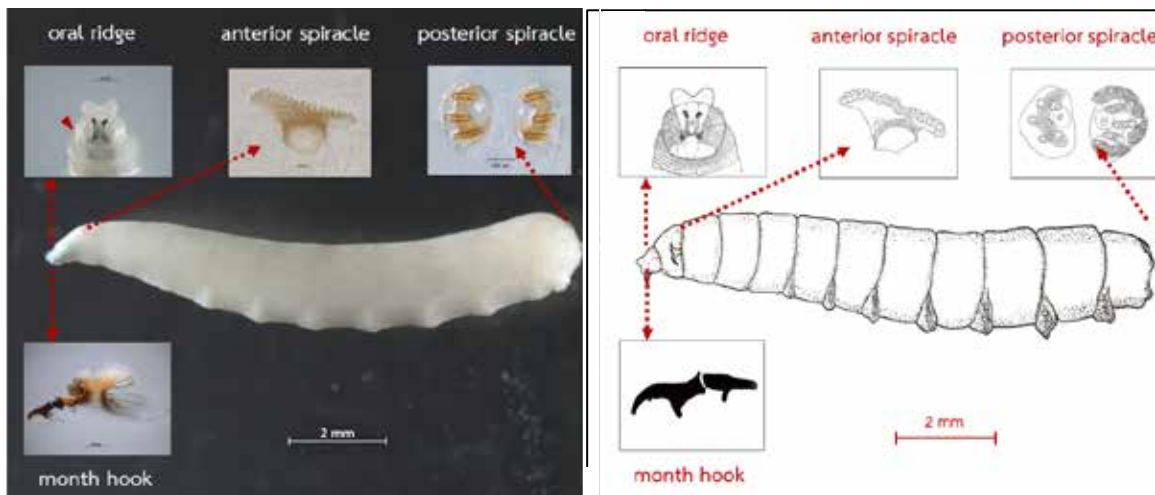 oral ridge anterior spiracle posterior spiracle
2 mm
month hook
oral ridge anterior spiracle posterior spiracle
2 mm
month hook